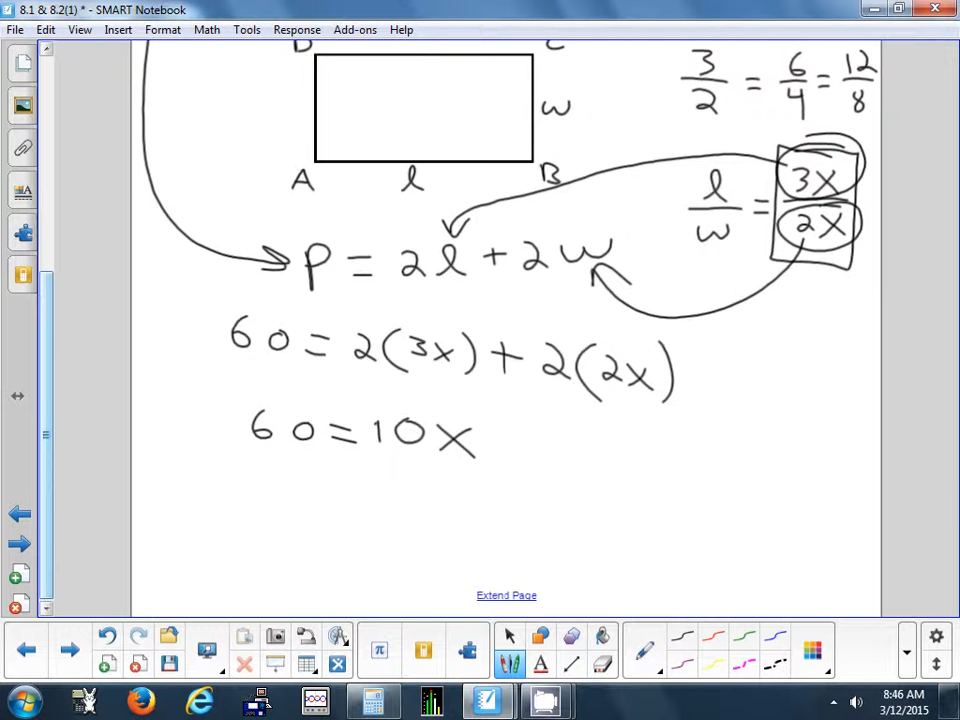 8.1 & 8.2(1) * - SMART Notebook
File Edit View Insert Format Math Tools Response Add-ons Help
D C
w
A l B
3/2 = 6/4 = 12/8
l/w = 3x/2x
P = 2l + 2w
60 = 2(3x) + 2(2x)
60 = 10x
Extend Page
8:46 AM
3/12/2015